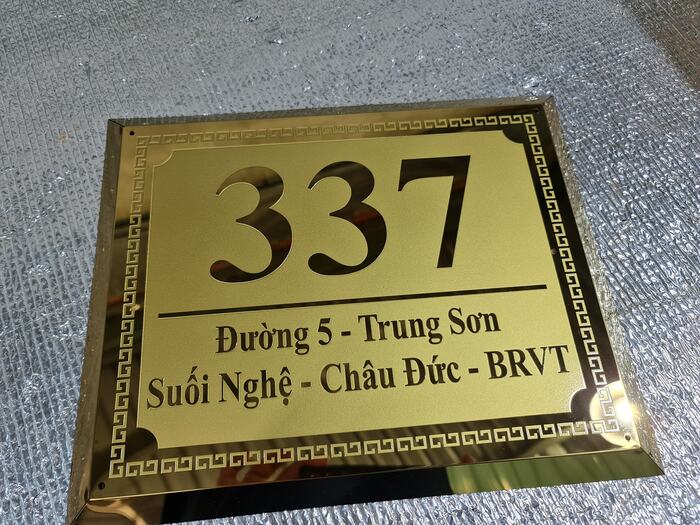 337
Đường 5 - Trung Sơn
Suối Nghệ - Châu Đức - BRVT